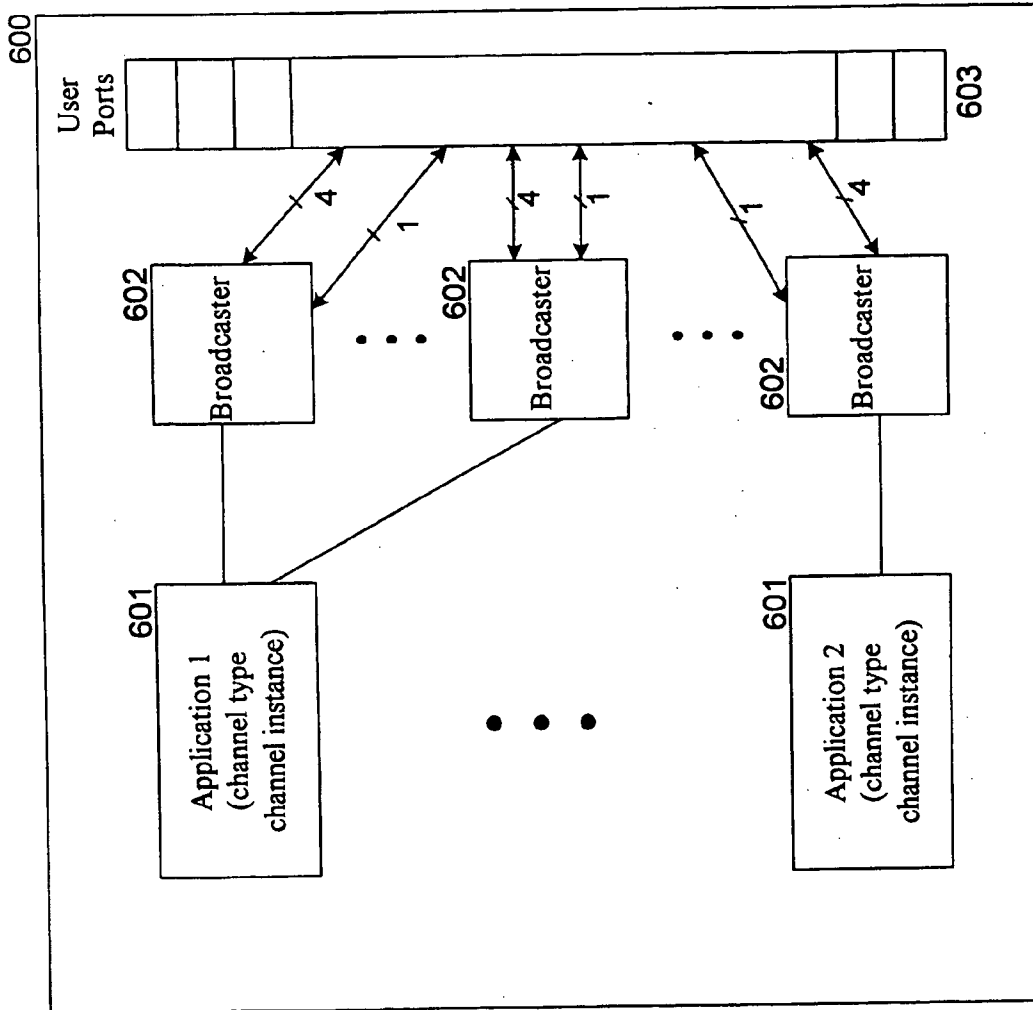 600
User
Ports
603
602
Broadcaster
4
1
602
Broadcaster
4
1
602
Broadcaster
1
4
601
Application 1
(channel type
channel instance)
601
Application 2
(channel type
channel instance)